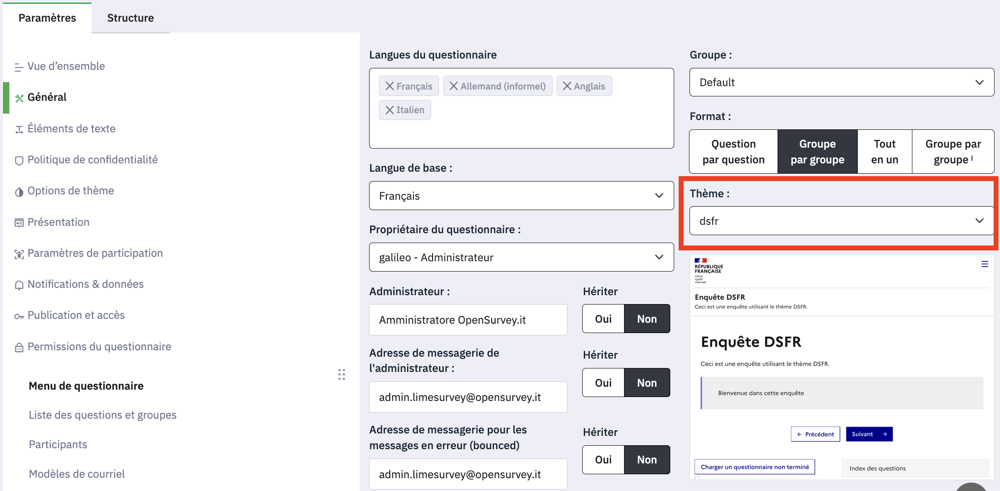 Paramètres
Structure
Vue d’ensemble
Général
Éléments de texte
Politique de confidentialité
Options de thème
Présentation
Paramètres de participation
Notifications & données
Publication et accès
Permissions du questionnaire
Menu de questionnaire
Liste des questions et groupes
Participants
Modèles de courriel
Langues du questionnaire
Français
Allemand (informel)
Anglais
Italien
Langue de base :
Français
Propriétaire du questionnaire :
galileo - Administrateur
Administrateur :
Amministratore OpenSurvey.it
Hériter
Oui
Non
Adresse de messagerie de
l'administrateur :
admin.limesurvey@opensurvey.it
Hériter
Oui
Non
Adresse de messagerie pour les
messages en erreur (bounced)
admin.limesurvey@opensurvey.it
Hériter
Oui
Non
Groupe :
Default
Format :
Question
par question
Groupe
par groupe
Tout
en un
Groupe par
groupe I
Thème :
dsfr
RÉPUBLIQUE
FRANÇAISE
Liberté
Égalité
Fraternité
Enquête DSFR
Ceci est une enquête utilisant le thème DSFR.
Enquête DSFR
Ceci est une enquête utilisant le thème DSFR.
Bienvenue dans cette enquête
Précédent
Suivant
Charger un questionnaire non terminé
Index des questions